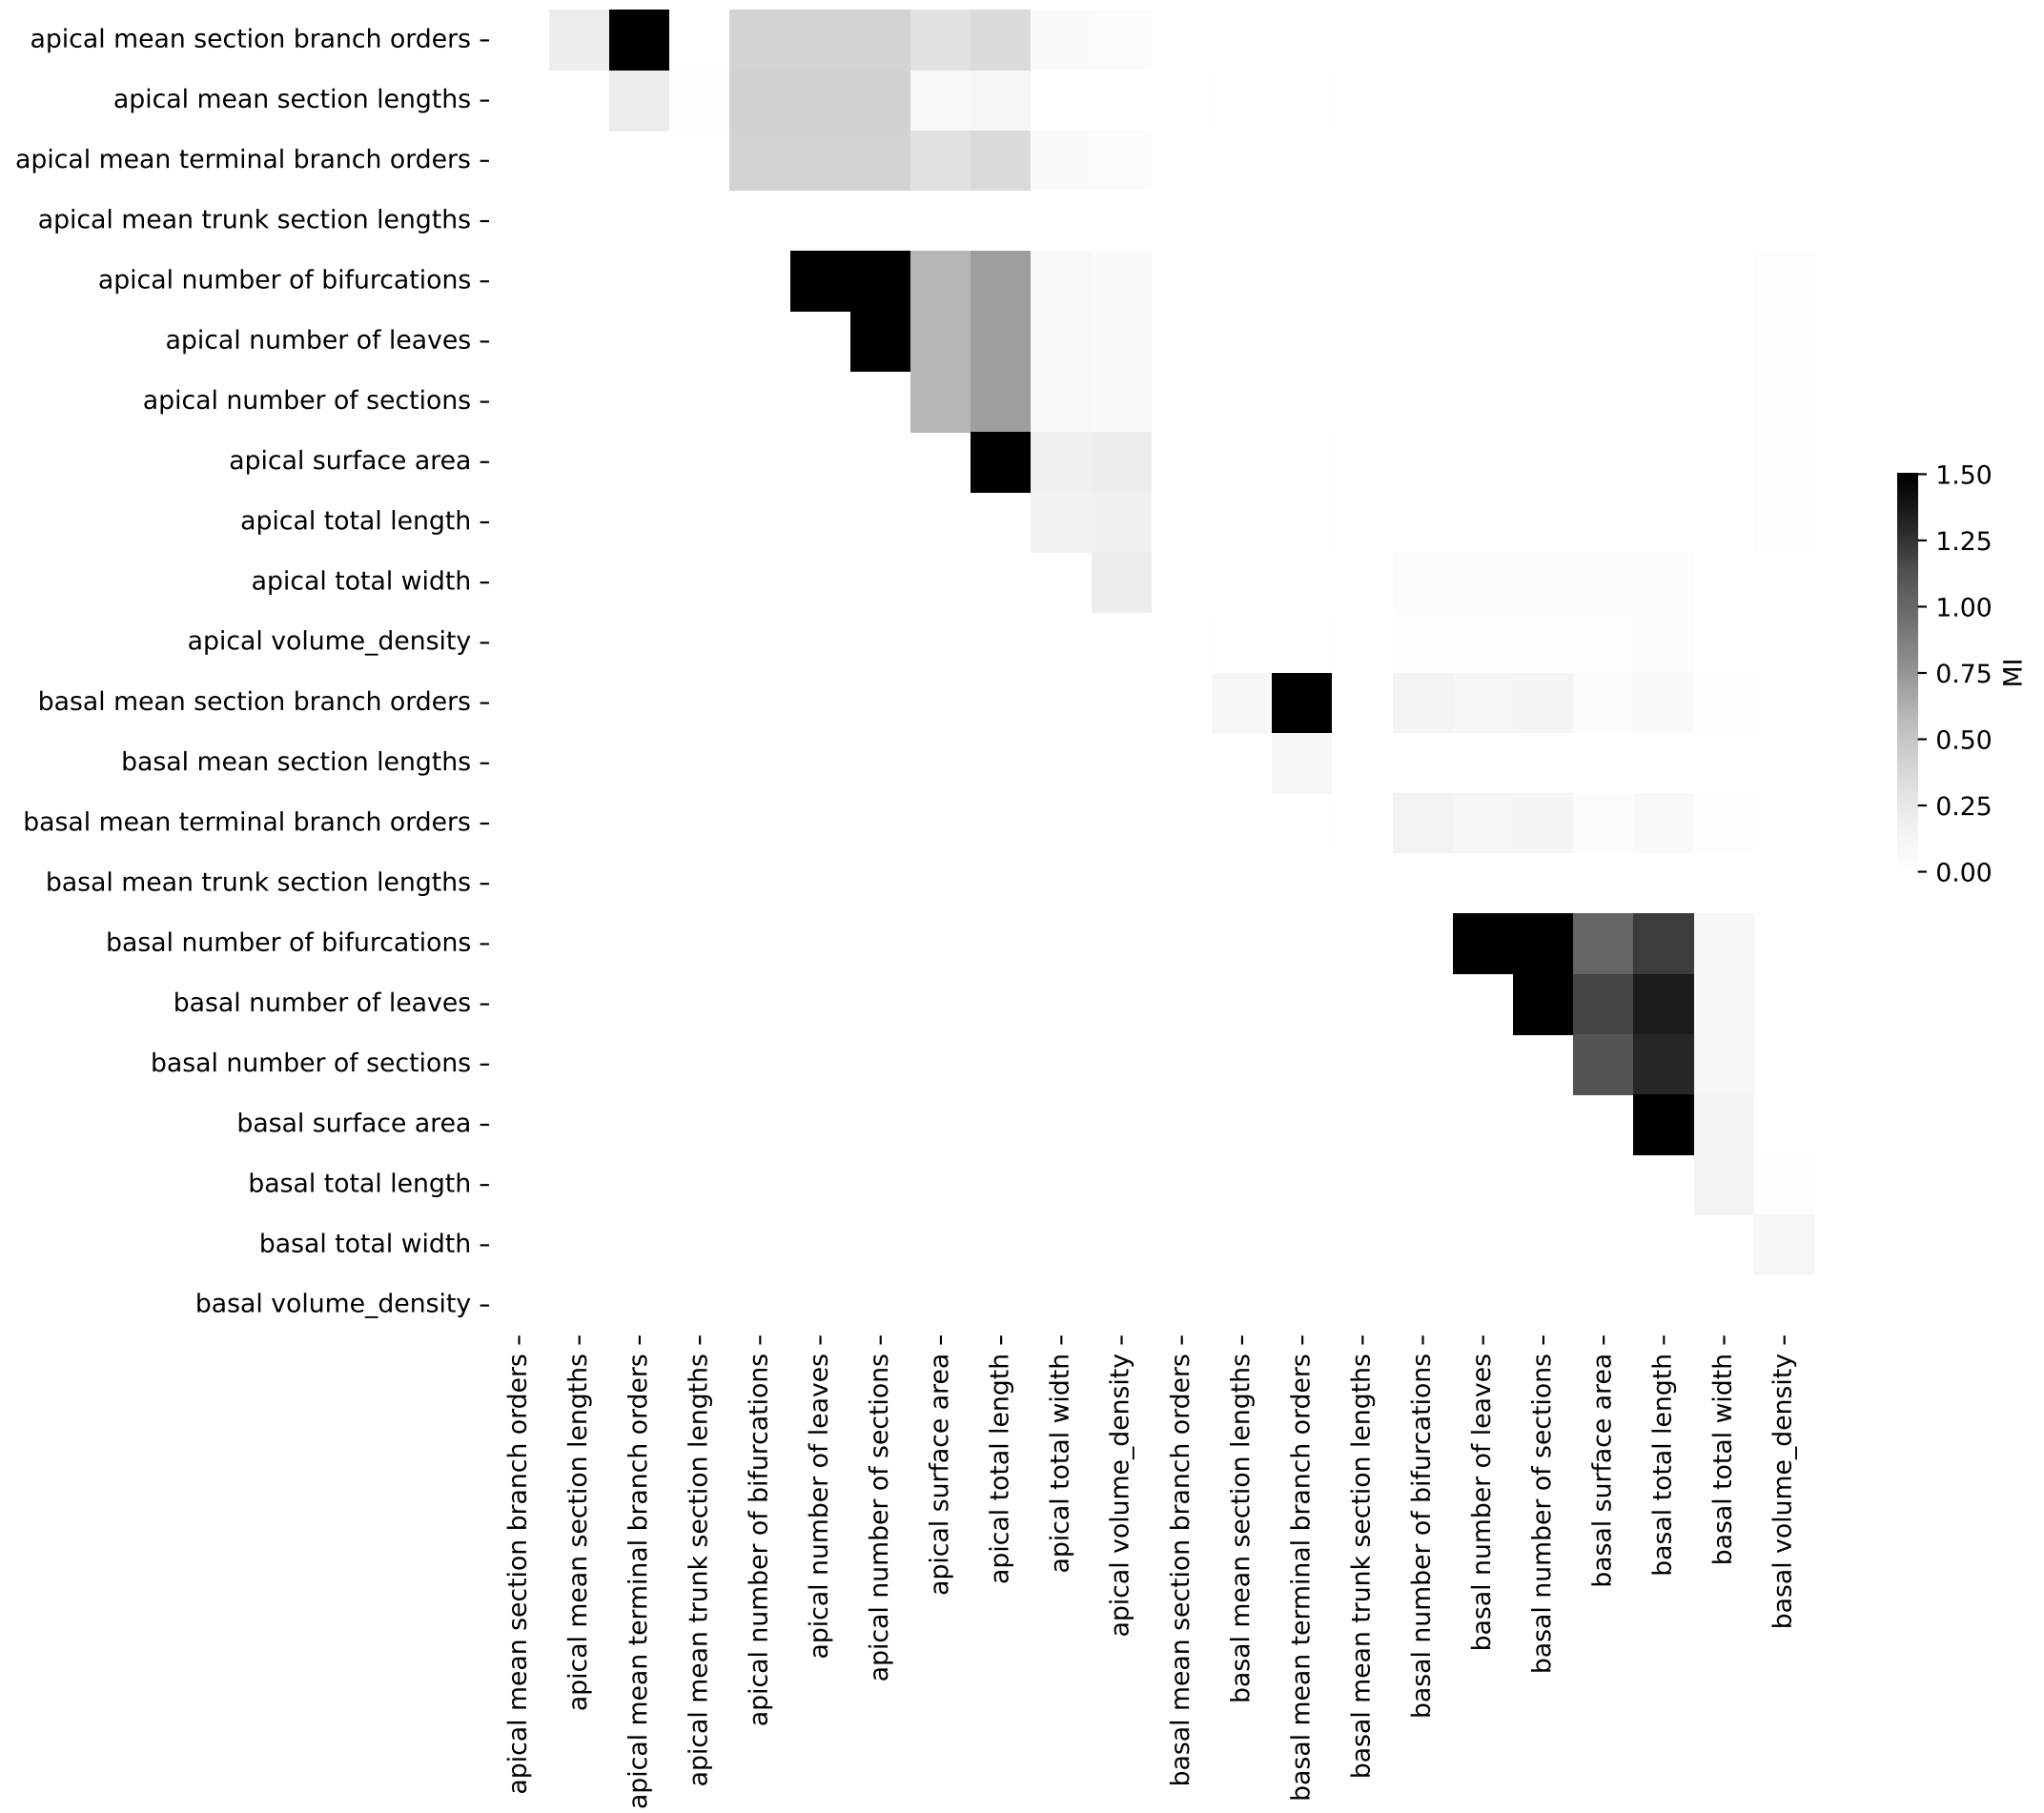 apical mean section branch orders
apical mean section lengths
apical mean terminal branch orders
apical mean trunk section lengths
apical number of bifurcations
apical number of leaves
apical number of sections
apical surface area
apical total length
apical total width
apical volume_density
basal mean section branch orders
basal mean section lengths
basal mean terminal branch orders
basal mean trunk section lengths
basal number of bifurcations
basal number of leaves
basal number of sections
basal surface area
basal total length
basal total width
basal volume_density
apical mean section branch orders
apical mean section lengths
apical mean terminal branch orders
apical mean trunk section lengths
apical number of bifurcations
apical number of leaves
apical number of sections
apical surface area
apical total length
apical total width
apical volume_density
basal mean section branch orders
basal mean section lengths
basal mean terminal branch orders
basal mean trunk section lengths
basal number of bifurcations
basal number of leaves
basal number of sections
basal surface area
basal total length
basal total width
basal volume_density
1.50
1.25
1.00
0.75
0.50
0.25
0.00
MI